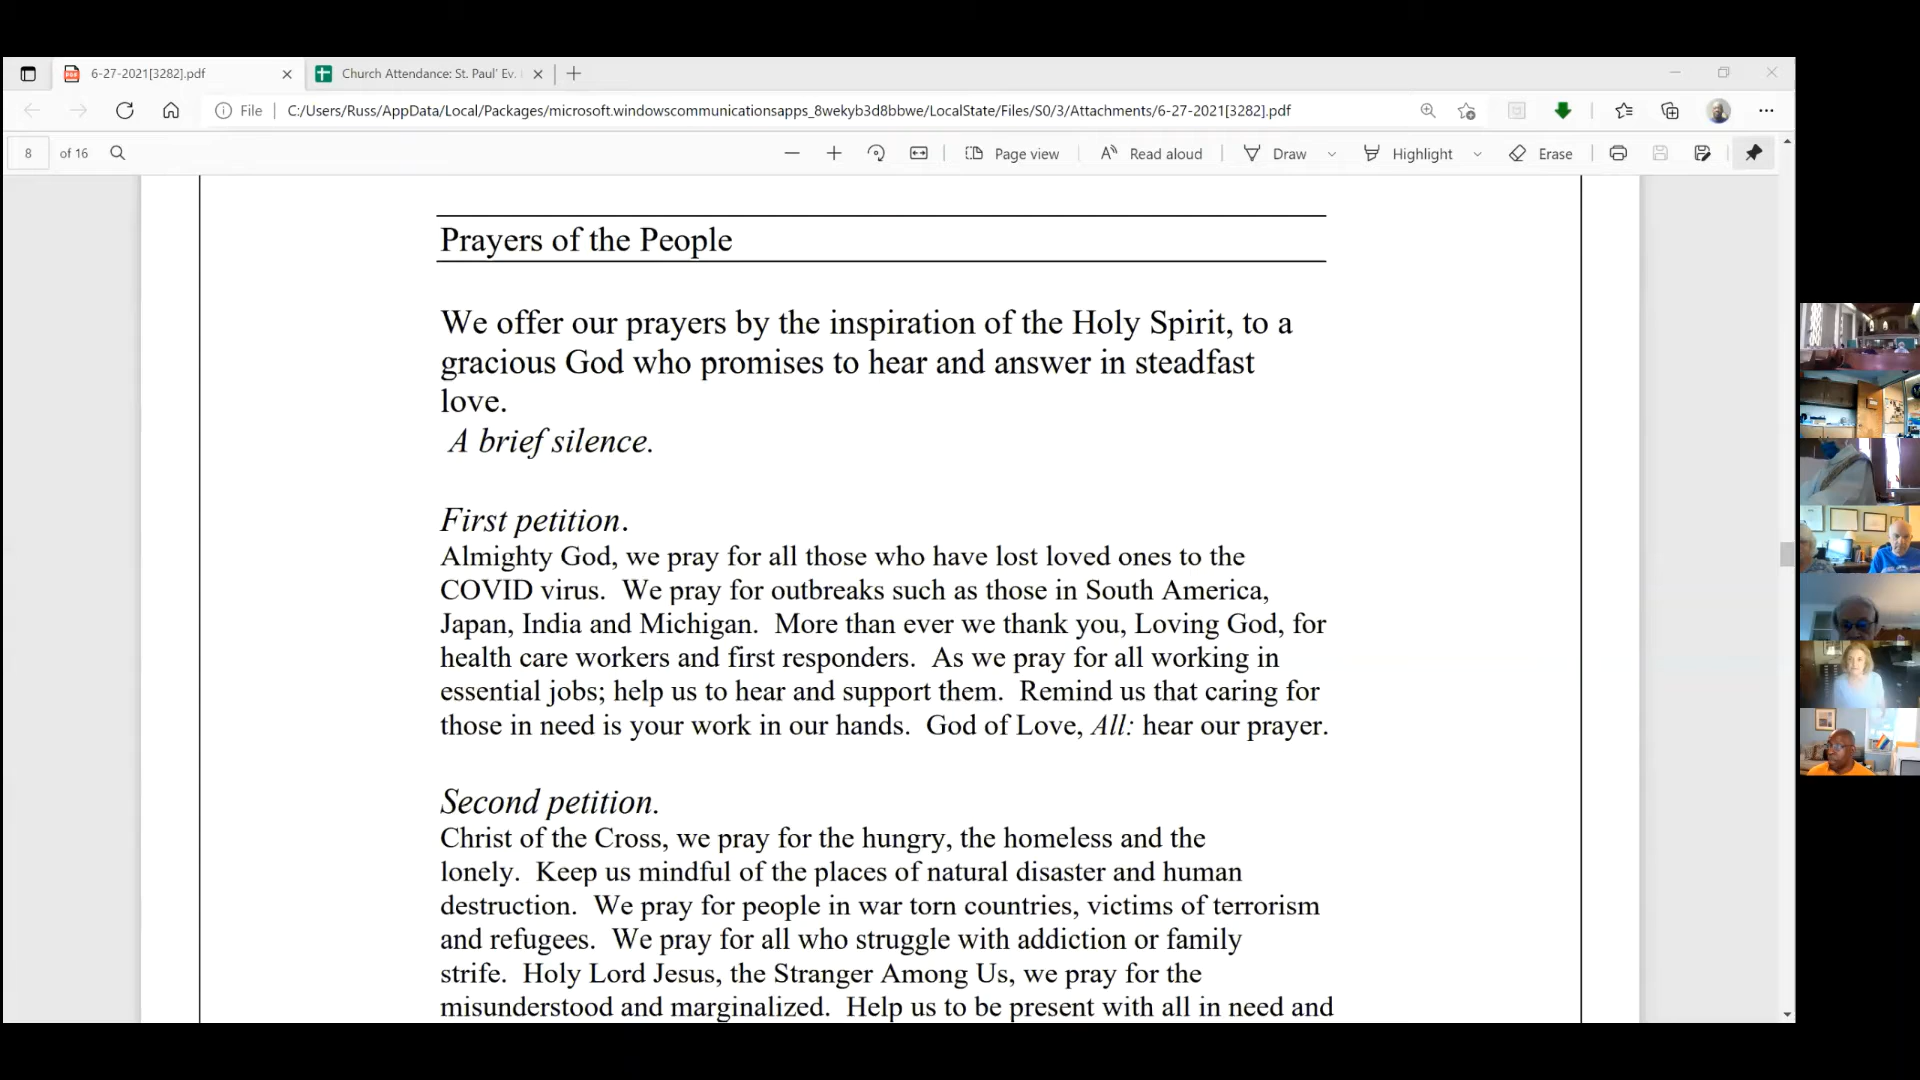 6-27-2021[3282].pdf
Church Attendance: St. Paul' Ev.
File
C:/Users/Russ/AppData/Local/Packages/microsoft.windowscommunicationsapps_8wekyb3d8bbwe/LocalState/Files/S0/3/Attachments/6-27-2021[3282].pdf
8 of 16
Page view
Read aloud
Draw
Highlight
Erase
Prayers of the People
We offer our prayers by the inspiration of the Holy Spirit, to a
gracious God who promises to hear and answer in steadfast
love.
A brief silence.
First petition.
Almighty God, we pray for all those who have lost loved ones to the
COVID virus.  We pray for outbreaks such as those in South America,
Japan, India and Michigan.  More than ever we thank you, Loving God, for
health care workers and first responders.  As we pray for all working in
essential jobs; help us to hear and support them.  Remind us that caring for
those in need is your work in our hands.  God of Love, All: hear our prayer.
Second petition.
Christ of the Cross, we pray for the hungry, the homeless and the
lonely.  Keep us mindful of the places of natural disaster and human
destruction.  We pray for people in war torn countries, victims of terrorism
and refugees.  We pray for all who struggle with addiction or family
strife.  Holy Lord Jesus, the Stranger Among Us, we pray for the
misunderstood and marginalized.  Help us to be present with all in need and